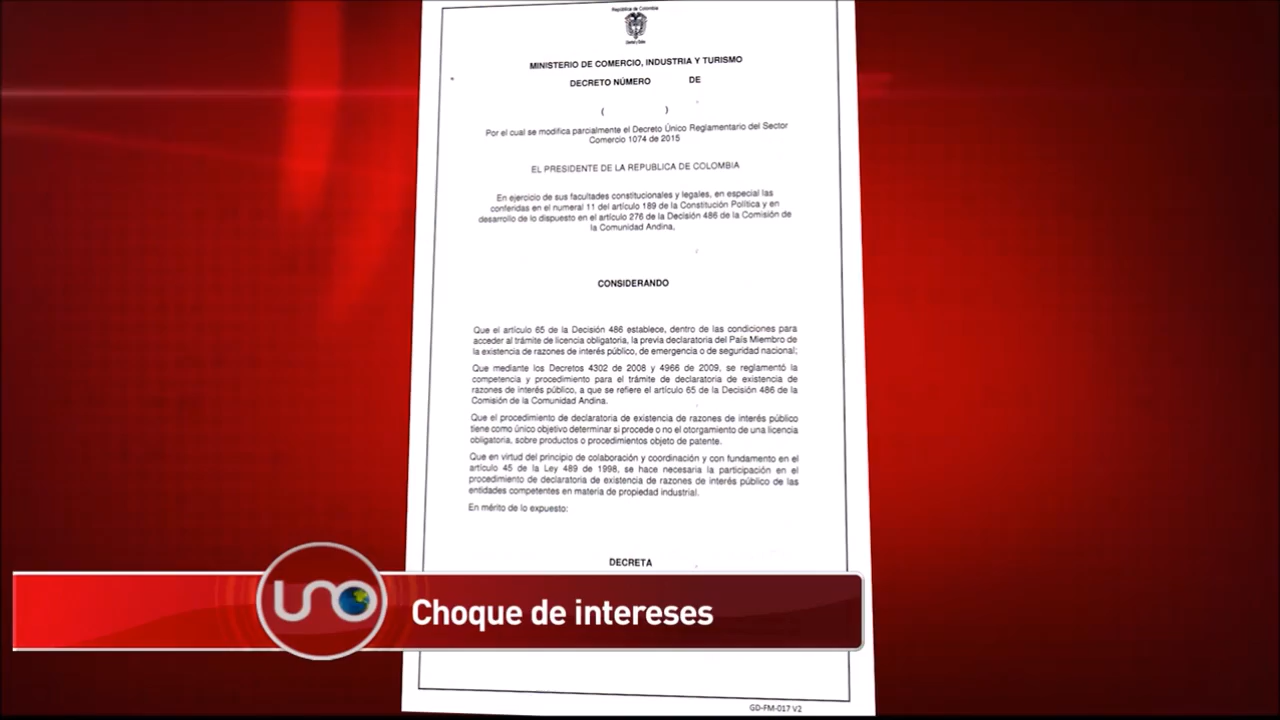 República de Colombia
Libertad y Orden
MINISTERIO DE COMERCIO, INDUSTRIA Y TURISMO
DECRETO NÚMERO DE
( )
Por el cual se modifica parcialmente el Decreto Único Reglamentario del Sector
Comercio 1074 de 2015
EL PRESIDENTE DE LA REPUBLICA DE COLOMBIA
En ejercicio de sus facultades constitucionales y legales, en especial las
conferidas en el numeral 11 del artículo 189 de la Constitución Política y en
desarrollo de lo dispuesto en el artículo 276 de la Decisión 486 de la Comisión de
la Comunidad Andina,
CONSIDERANDO
Que el artículo 65 de la Decisión 486 establece, dentro de las condiciones para
acceder al trámite de licencia obligatoria, la previa declaratoria del País Miembro de
la existencia de razones de interés público, de emergencia o de seguridad nacional;
Que mediante los Decretos 4302 de 2008 y 4966 de 2009, se reglamentó la
competencia y procedimiento para el trámite de declaratoria de existencia de
razones de interés público, a que se refiere el artículo 65 de la Decisión 486 de la
Comisión de la Comunidad Andina.
Que el procedimiento de declaratoria de existencia de razones de interés público
tiene como único objetivo determinar si procede o no el otorgamiento de una licencia
obligatoria, sobre productos o procedimientos objeto de patente.
Que en virtud del principio de colaboración y coordinación y con fundamento en el
artículo 45 de la Ley 489 de 1998, se hace necesaria la participación en el
procedimiento de declaratoria de existencia de razones de interés público de las
entidades competentes en materia de propiedad industrial.
En mérito de lo expuesto:
DECRETA
UNO
Choque de intereses
GD-FM-017 V2